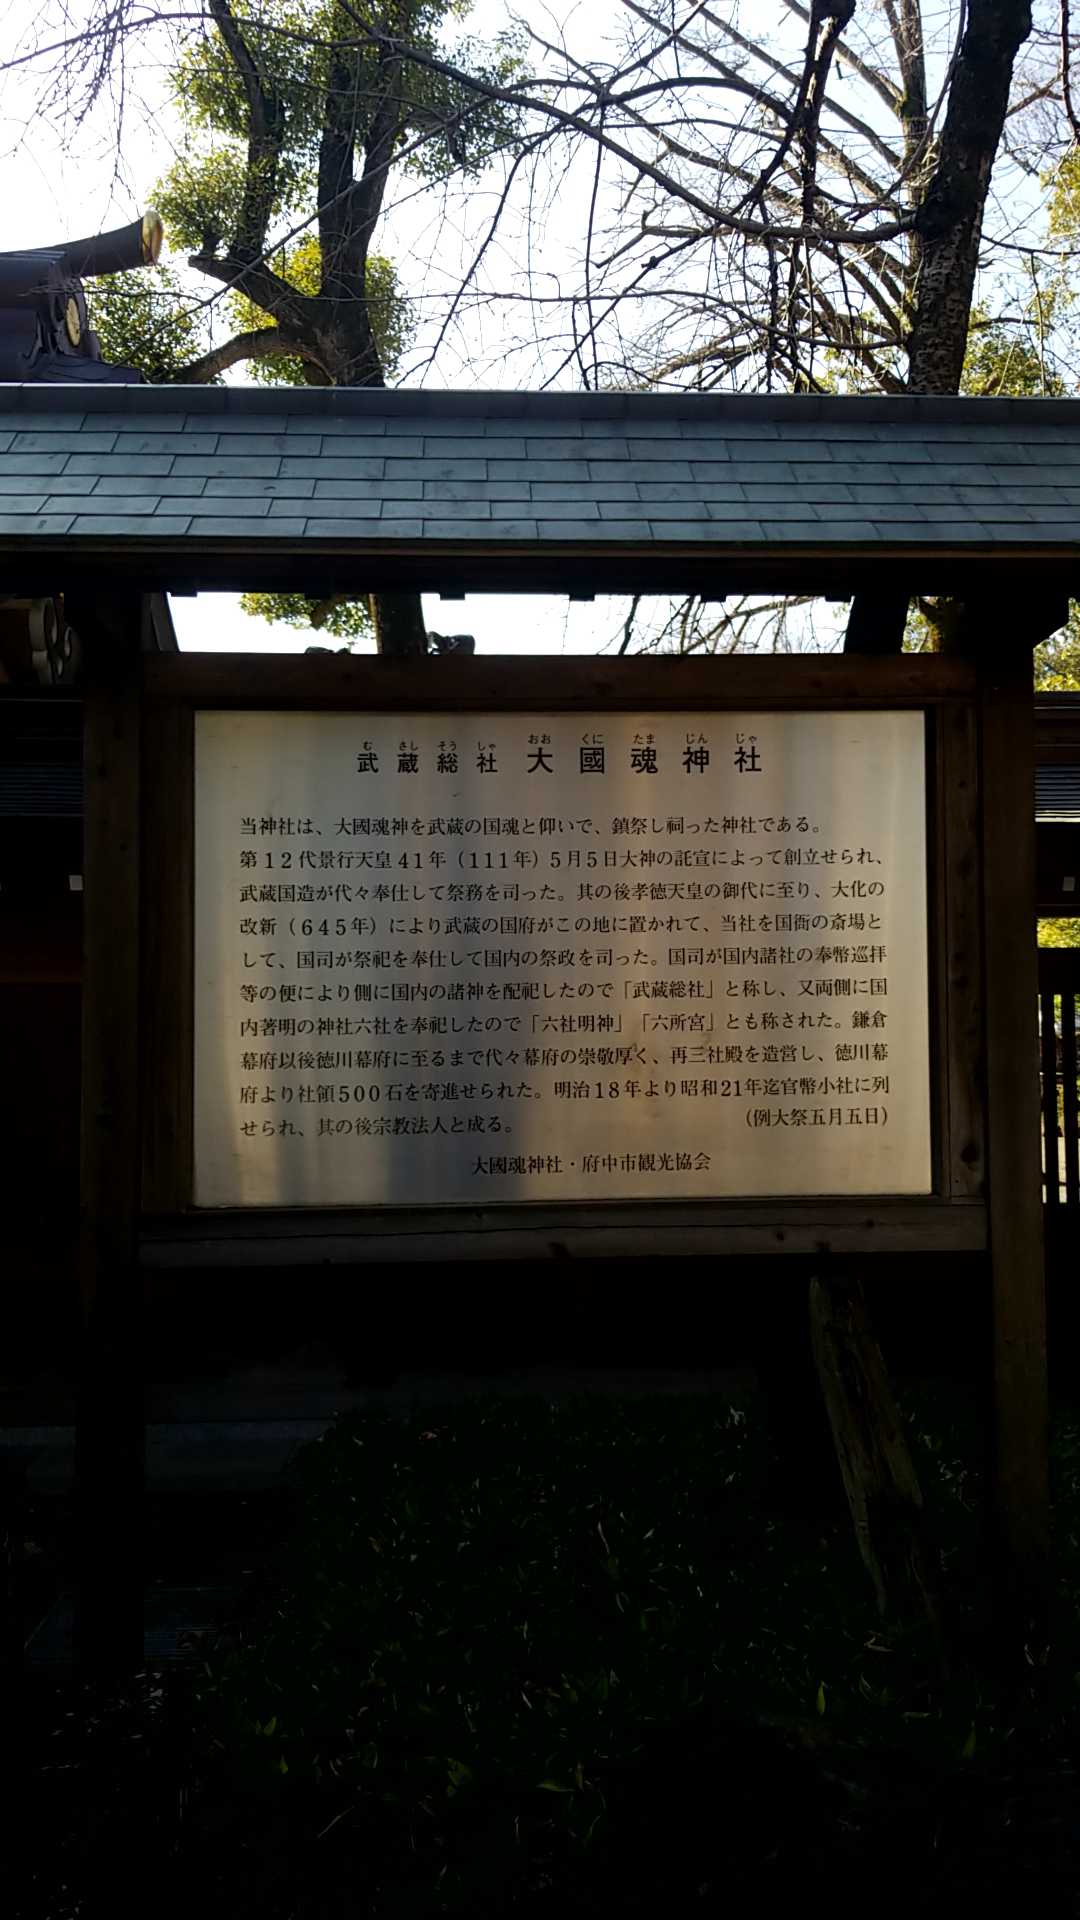 武蔵総社 大國魂神社
むさしそうしゃ おおくにたまじんじゃ
当神社は、大國魂神を武蔵の国魂と仰いで、鎮祭し祠った神社である。
第12代景行天皇41年（111年）5月5日大神の託宣によって創立せられ、
武蔵国造が代々奉仕して祭務を司った。其の後孝徳天皇の御代に至り、大化の
改新（645年）により武蔵の国府がこの地に置かれて、当社を国衙の斎場と
して、国司が祭祀を奉仕して国内の祭政を司った。国司が国内諸社の奉幣巡拝
等の便により側に国内の諸神を配祀したので「武蔵総社」と称し、又両側に国
内著明の神社六社を奉祀したので「六社明神」「六所宮」とも称された。鎌倉
幕府以後徳川幕府に至るまで代々幕府の崇敬厚く、再三社殿を造営し、徳川幕
府より社領500石を寄進せられた。明治18年より昭和21年迄官幣小社に列
せられ、其の後宗教法人と成る。 （例大祭五月五日）
大國魂神社・府中市観光協会